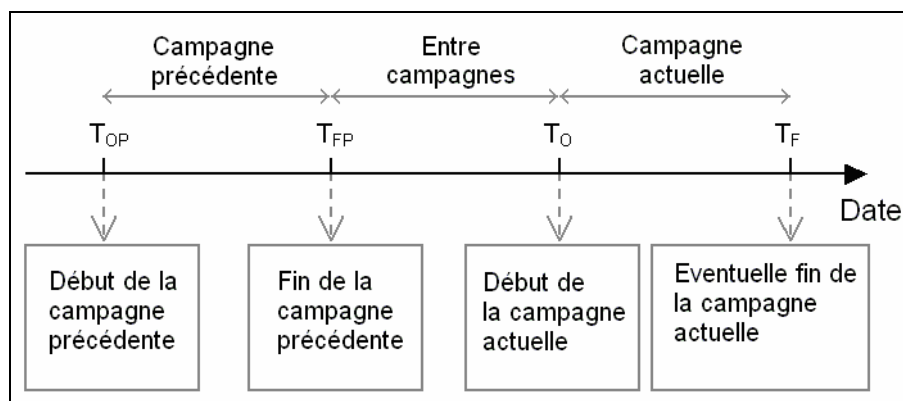 Campagne
précédente
Entre
campagnes
Campagne
actuelle
TOP
TFP
TO
TF
Date
Début de la
campagne
précédente
Fin de la
campagne
précédente
Début de
la campagne
actuelle
Eventuelle fin de
la campagne
actuelle